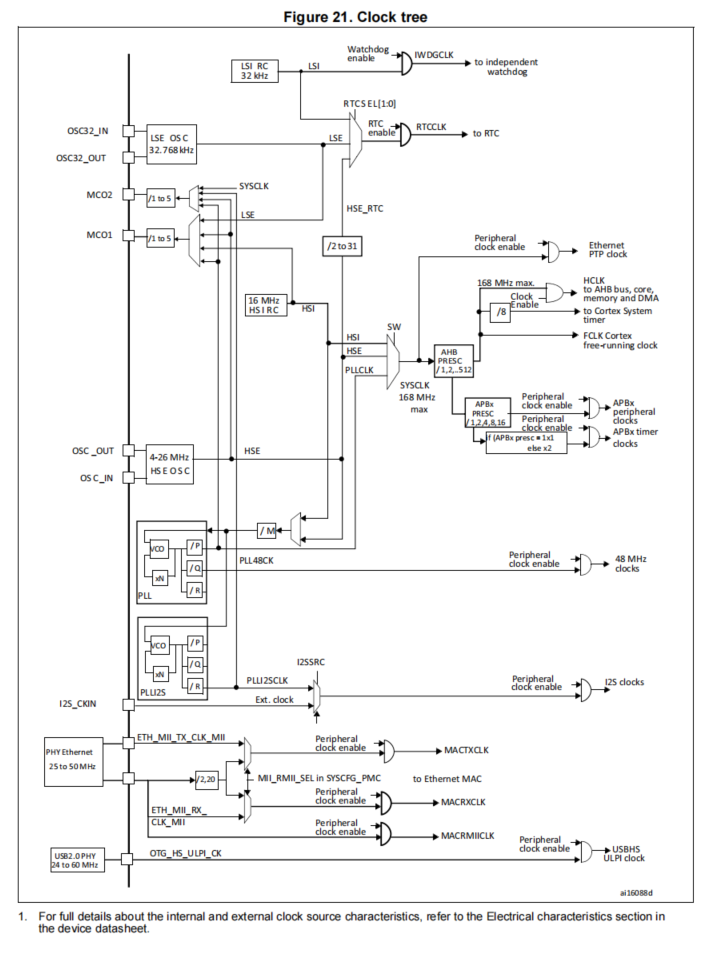 Figure 21. Clock tree
Watchdog
enable
IWDGCLK
to independent
watchdog
LSI RC
32 kHz
LSI
RTCSEL[1:0]
OSC32_IN
OSC32_OUT
LSE OSC
32.768kHz
LSE
RTC
enable
RTCCLK
to RTC
MCO2
/1 to 5
SYSCLK
LSE
HSE_RTC
MCO1
/1 to 5
/2 to 31
Peripheral
clock enable
Ethernet
PTP clock
16 MHz
HSI RC
HSI
168 MHz max.
Clock
Enable
HCLK
to AHB bus, core,
memory and DMA
/8
to Cortex System
timer
FCLK Cortex
free-running clock
SW
HSI
HSE
PLLCLK
SYSCLK
168 MHz
max
AHB
PRESC
/ 1,2,..512
APBx
PRESC
/ 1,2,4,8,16
Peripheral
clock enable
APBx
peripheral
clocks
Peripheral
clock enable
if (APBx presc = 1x1
else x2
APBx timer
clocks
OSC_OUT
OSC_IN
4-26 MHz
HSE OSC
HSE
/ M
VCO
xN
/ P
/ Q
/ R
PLL
PLL48CK
Peripheral
clock enable
48 MHz
clocks
VCO
xN
/ P
/ Q
/ R
PLLI2S
PLLI2SCLK
I2SSRC
Peripheral
clock enable
I2S clocks
I2S_CKIN
Ext. clock
PHY Ethernet
25 to 50 MHz
ETH_MII_TX_CLK_MII
Peripheral
clock enable
MACTXCLK
/2,20
MII_RMII_SEL in SYSCFG_PMC
to Ethernet MAC
ETH_MII_RX_
CLK_MII
Peripheral
clock enable
MACRXCLK
Peripheral
clock enable
MACRMIICLK
USB2.0 PHY
24 to 60 MHz
OTG_HS_ULPI_CK
Peripheral
clock enable
USBHS
ULPI clock
ai16088d
1. For full details about the internal and external clock source characteristics, refer to the Electrical characteristics section in
the device datasheet.